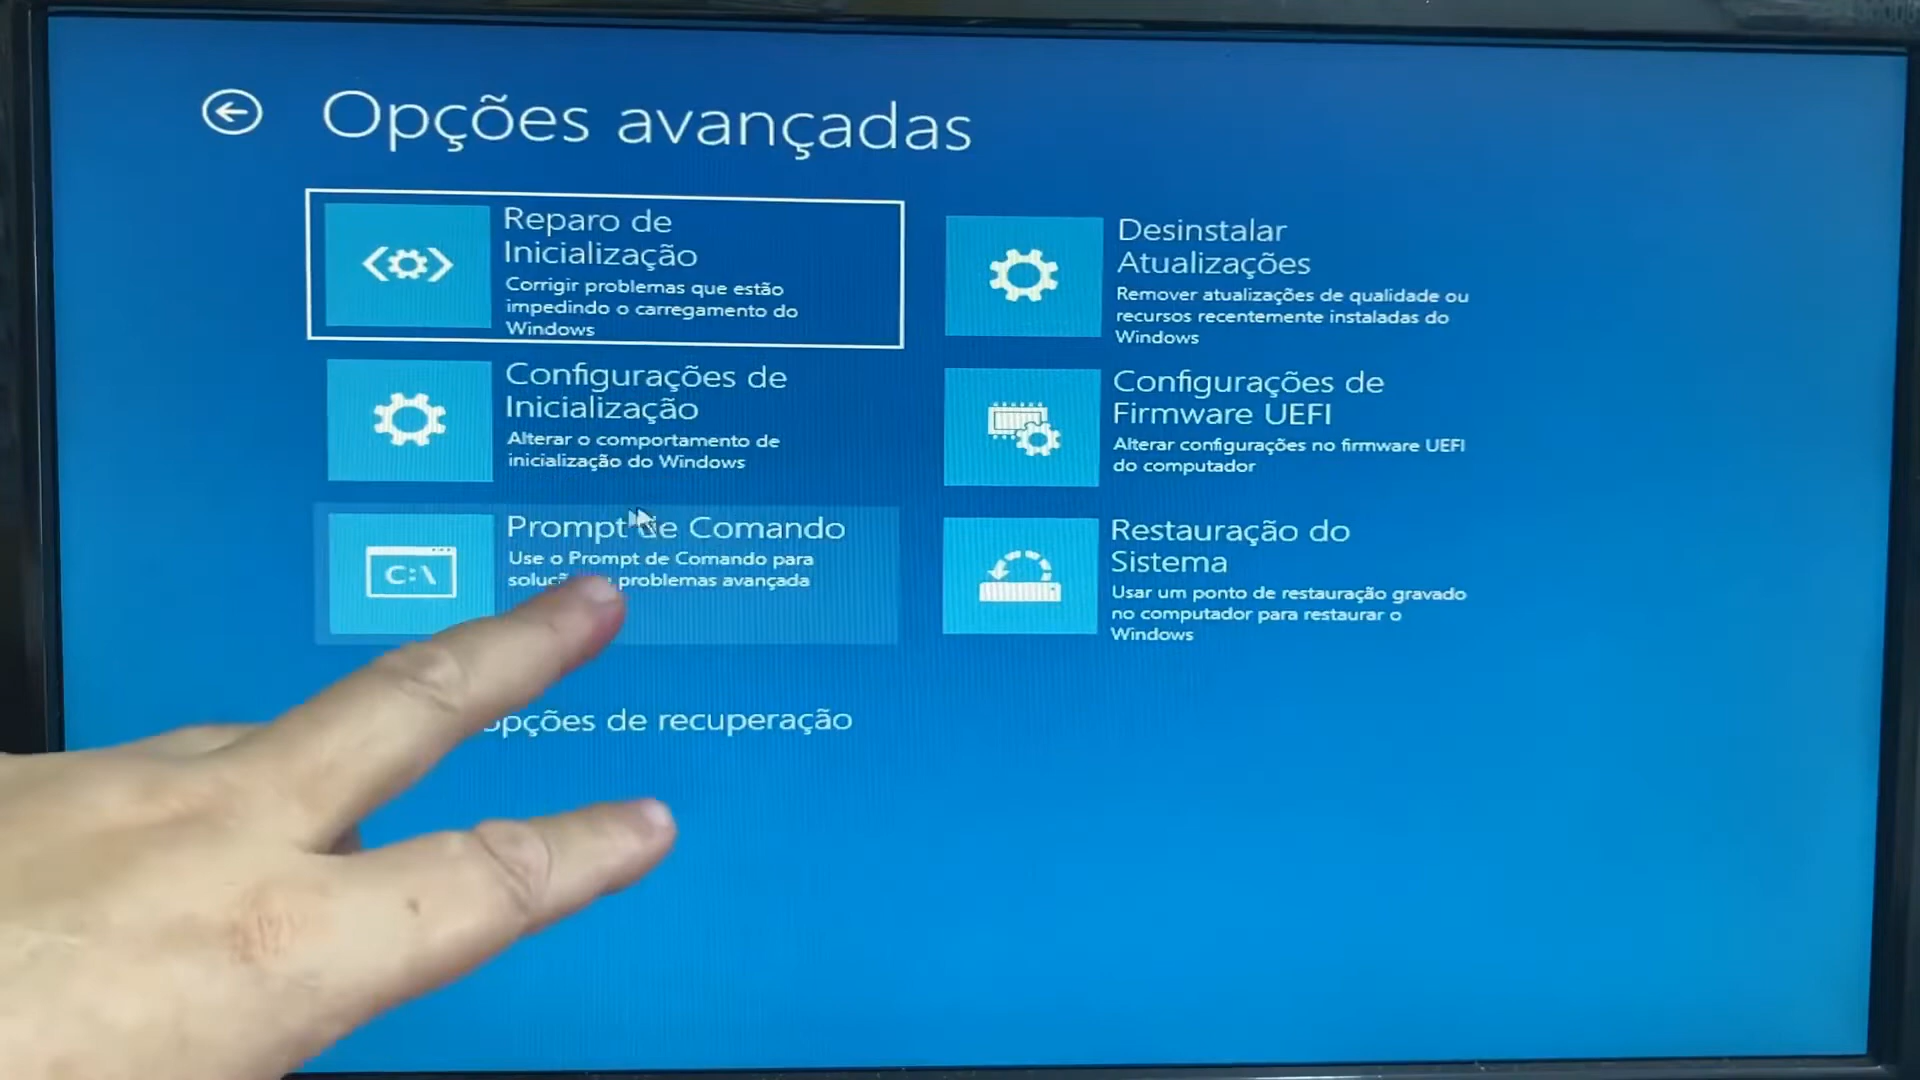 Opções avançadas
Reparo de
Inicialização
Corrigir problemas que estão
impedindo o carregamento do
Windows
Desinstalar
Atualizações
Remover atualizações de qualidade ou
recursos recentemente instaladas do
Windows
Configurações de
Inicialização
Alterar o comportamento de
inicialização do Windows
Configurações de
Firmware UEFI
Alterar configurações no firmware UEFI
do computador
C:\
Prompt de Comando
Use o Prompt de Comando para
problemas avançada
Restauração do
Sistema
Usar um ponto de restauração gravado
no computador para restaurar o
Windows
opções de recuperação